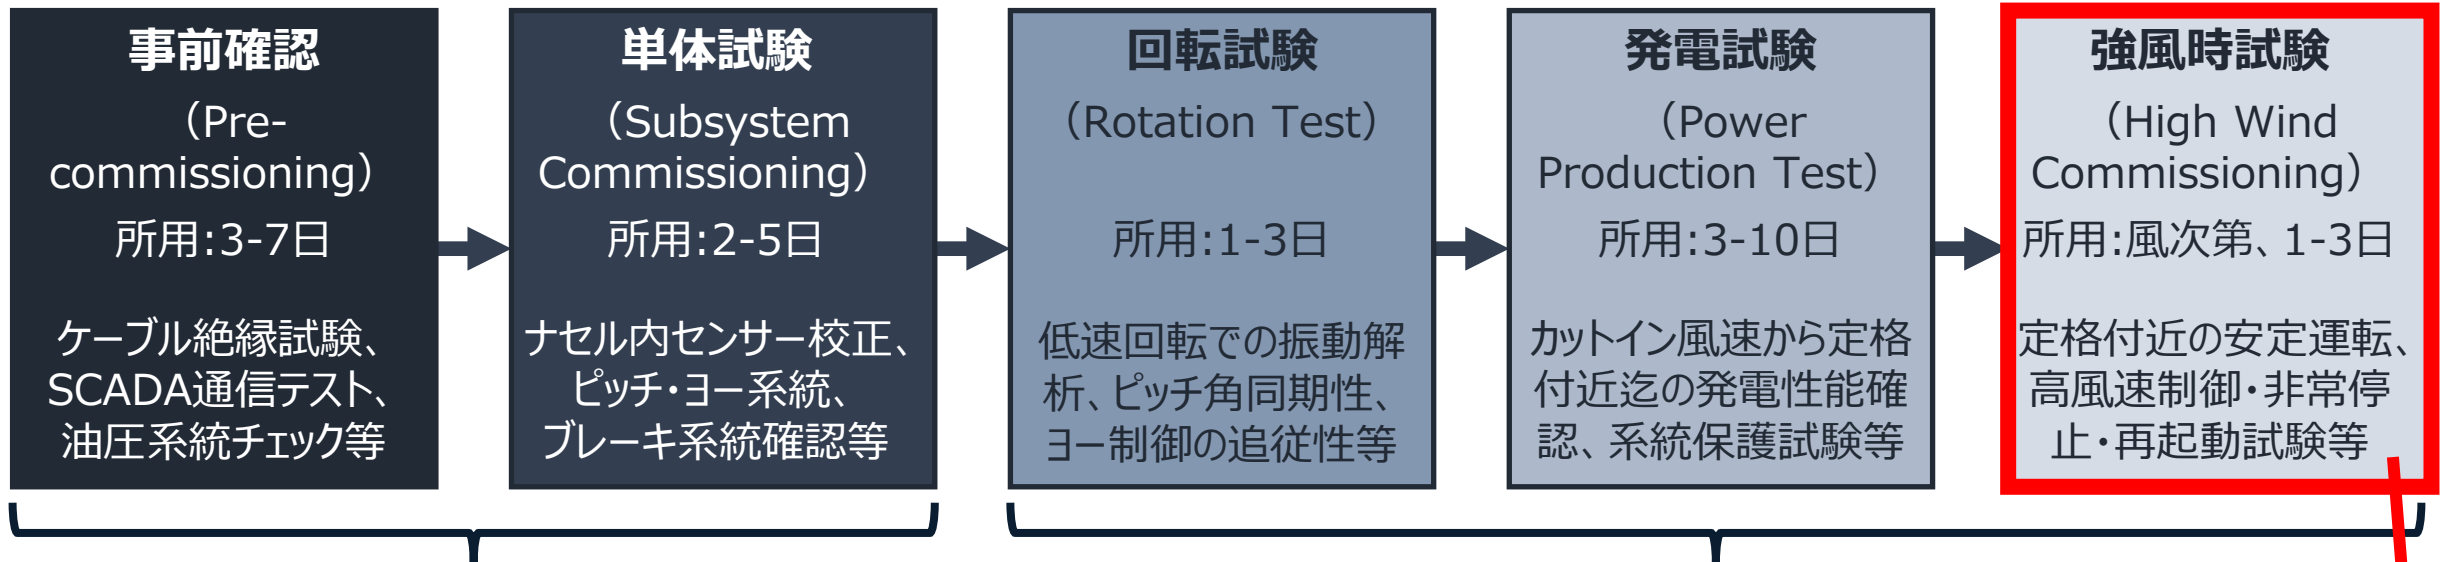 事前確認
（Pre-
commissioning）
所用:3-7日
ケーブル絶縁試験、
SCADA通信テスト、
油圧系統チェック等
単体試験
（Subsystem
Commissioning）
所用:2-5日
ナセル内センサー校正、
ピッチ・ヨー系統、
ブレーキ系統確認等
回転試験
（Rotation Test）
所用:1-3日
低速回転での振動解
析、ピッチ角同期性、
ヨー制御の追従性等
発電試験
（Power
Production Test）
所用:3-10日
カットイン風速から定格
付近迄の発電性能確
認、系統保護試験等
強風時試験
（High Wind
Commissioning）
所用:風次第、1-3日
定格付近の安定運転、
高風速制御・非常停
止・再起動試験等